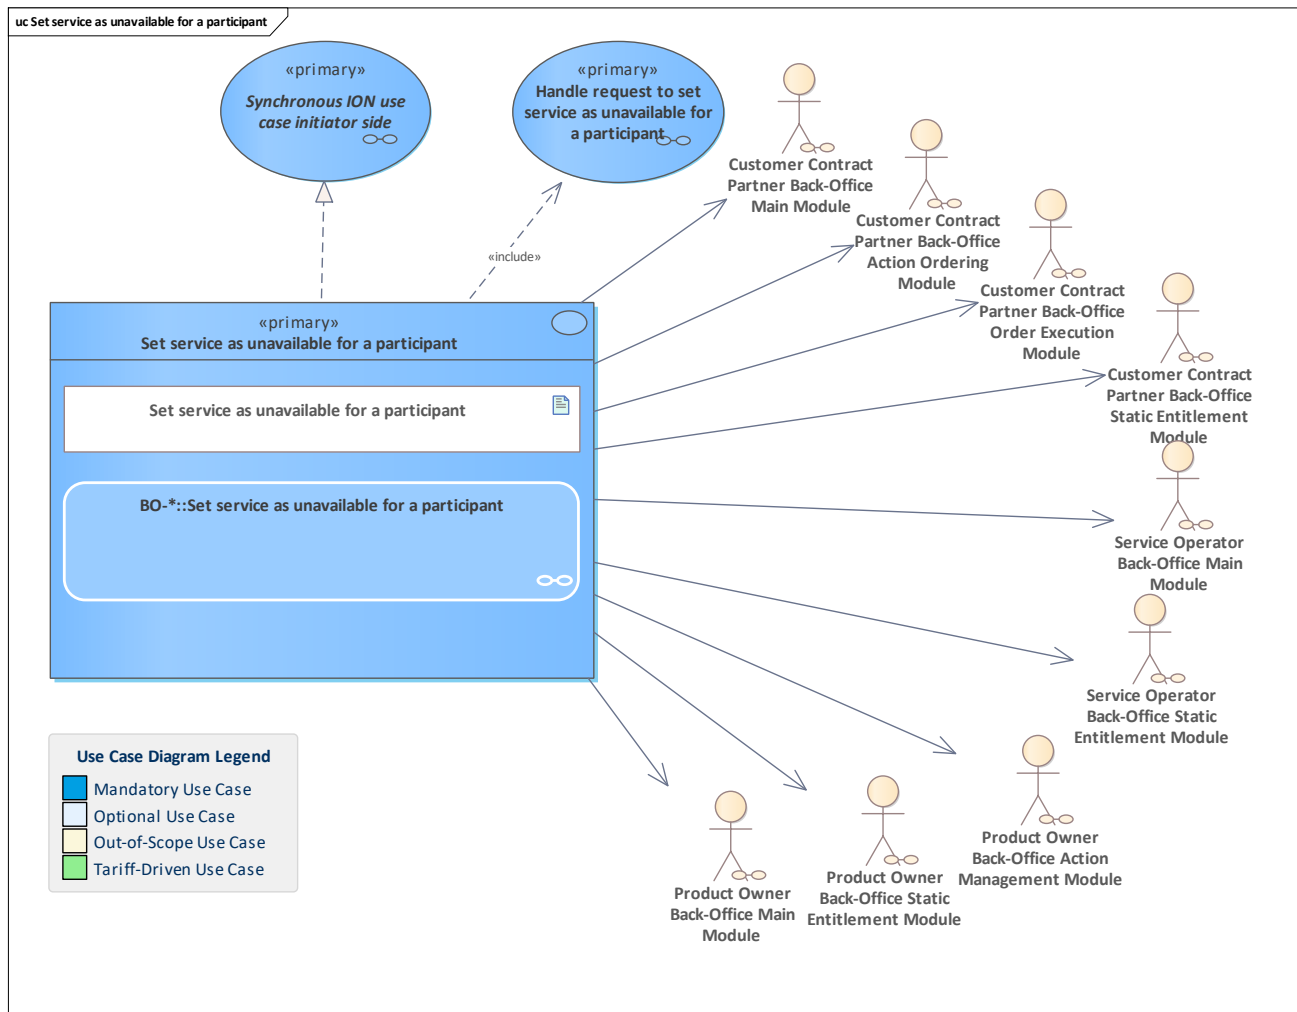 uc Set service as unavailable for a participant
«primary»
Synchronous ION use
case initiator side
«primary»
Handle request to set
service as unavailable for
a participant
Customer Contract
Partner Back-Office
Main Module
Customer Contract
Partner Back-Office
Action Ordering
Module
Customer Contract
Partner Back-Office
Order Execution
Module
Customer Contract
Partner Back-Office
Static Entitlement
Module
«include»
«primary»
Set service as unavailable for a participant
Set service as unavailable for a participant
BO-*::Set service as unavailable for a participant
Service Operator
Back-Office Main
Module
Service Operator
Back-Office Static
Entitlement Module
Product Owner
Back-Office Action
Management Module
Product Owner
Back-Office Static
Entitlement Module
Product Owner
Back-Office Main
Module
Use Case Diagram Legend
Mandatory Use Case
Optional Use Case
Out-of-Scope Use Case
Tariff-Driven Use Case